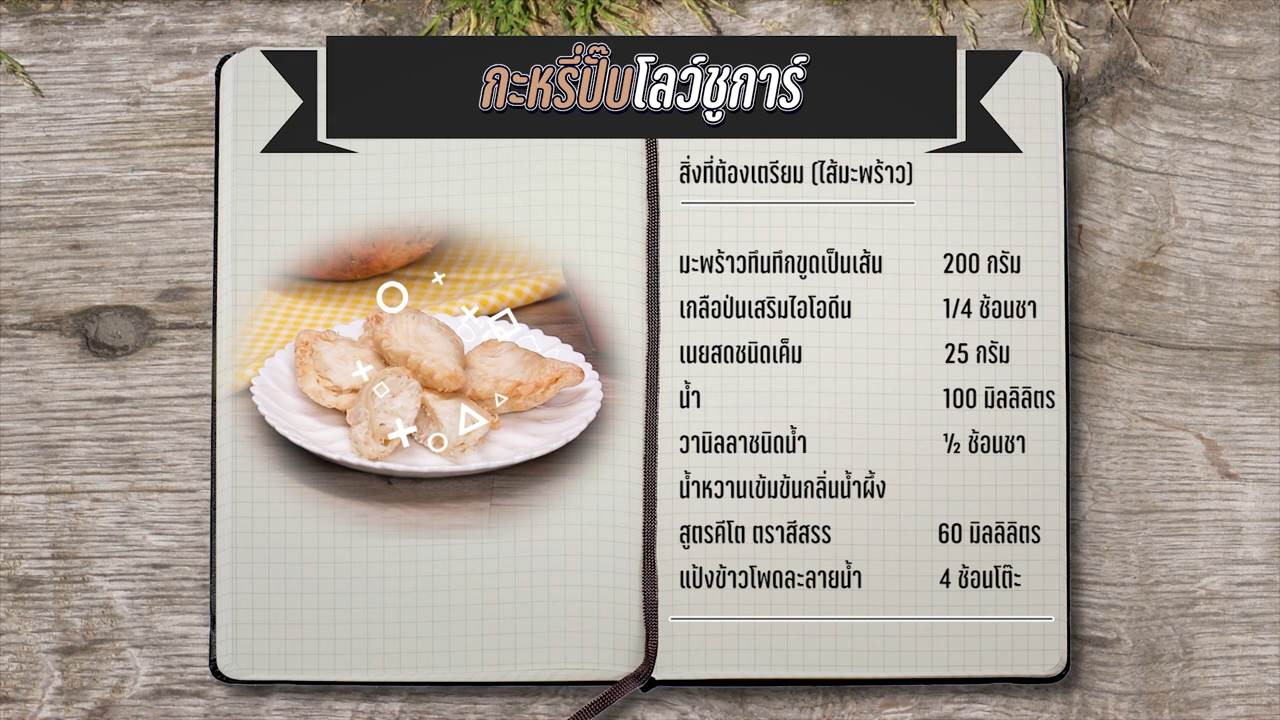 กะหรี่ปั๊บโลว์ชูการ์
สิ่งที่ต้องเตรียม (ไส้มะพร้าว)
มะพร้าวทึนทึกขูดเป็นเส้น 200 กรัม
เกลือป่นเสริมไอโอดีน 1/4 ช้อนชา
เนยสดชนิดเค็ม 25 กรัม
น้ำ 100 มิลลิลิตร
วานิลลาชนิดน้ำ ½ ช้อนชา
น้ำหวานเข้มข้นกลิ่นน้ำผึ้ง
สูตรคีโต ตราสีสรร 60 มิลลิลิตร
แป้งข้าวโพดละลายน้ำ 4 ช้อนโต๊ะ